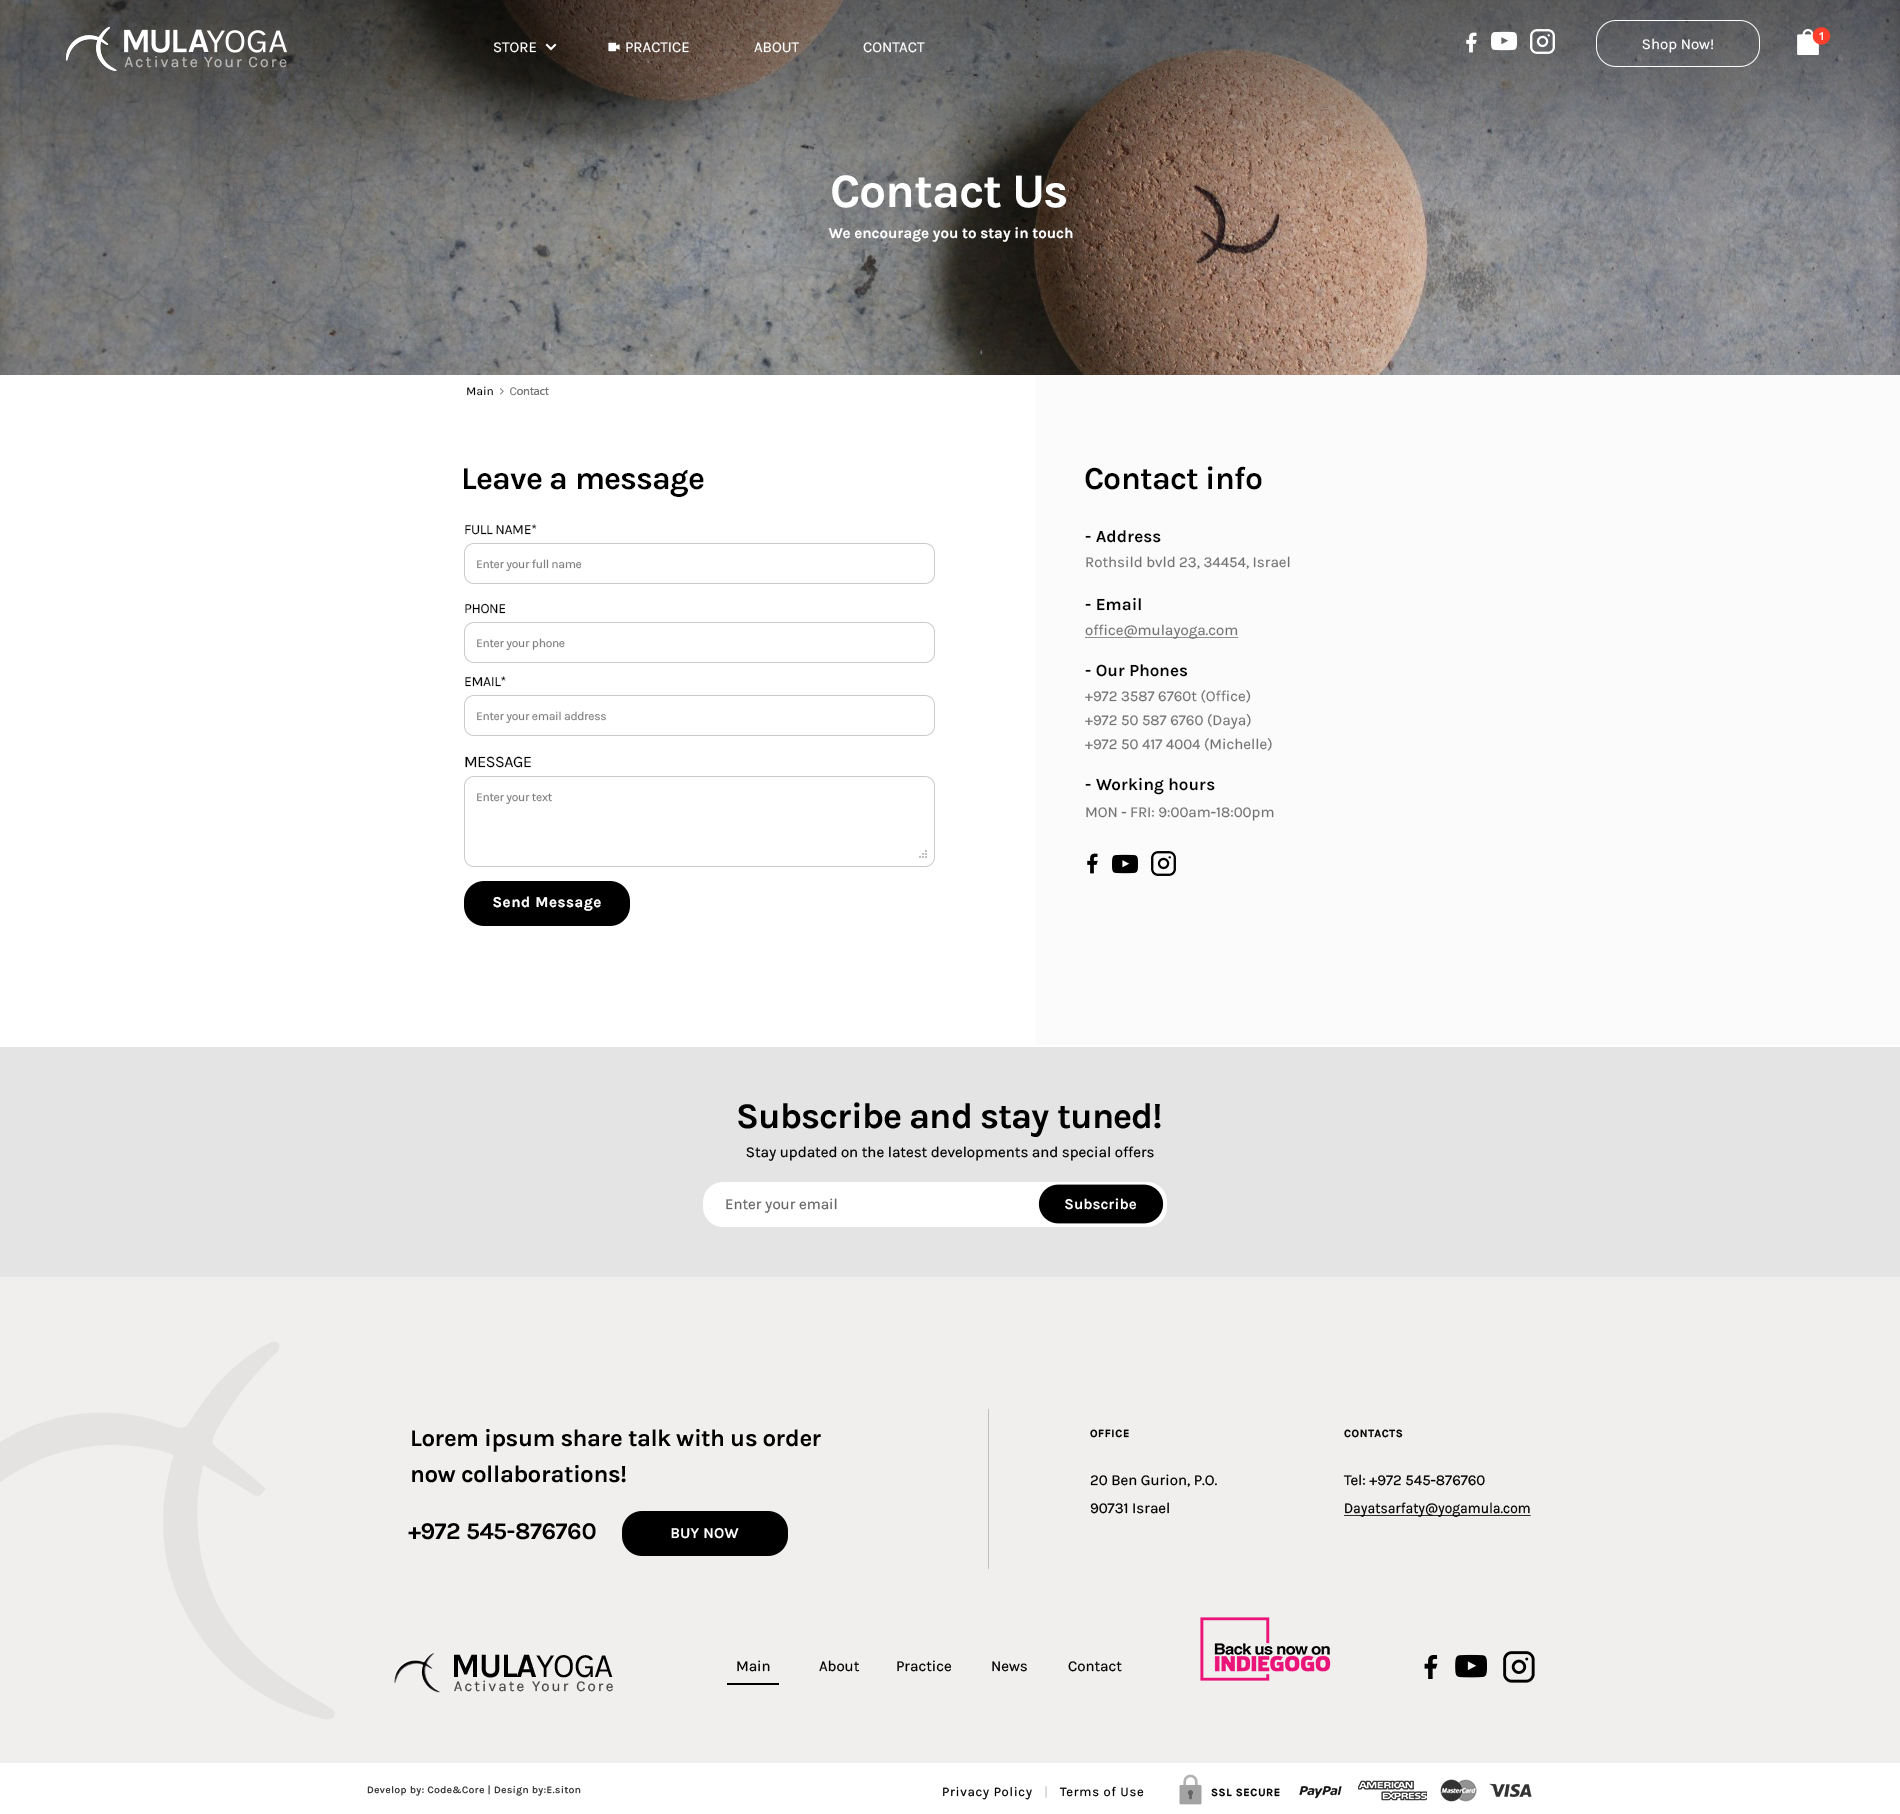 MULAYOGA
Activate Your Core
STORE
PRACTICE
ABOUT
CONTACT
Shop Now!
1
Contact Us
We encourage you to stay in touch
Main > Contact
Leave a message
FULL NAME*
Enter your full name
PHONE
Enter your phone
EMAIL*
Enter your email address
MESSAGE
Enter your text
Send Message
Contact info
- Address
Rothsild bvld 23, 34454, Israel
- Email
office@mulayoga.com
- Our Phones
+972 3587 6760t (Office)
+972 50 587 6760 (Daya)
+972 50 417 4004 (Michelle)
- Working hours
MON - FRI: 9:00am-18:00pm
Subscribe and stay tuned!
Stay updated on the latest developments and special offers
Enter your email
Subscribe
Lorem ipsum share talk with us order
now collaborations!
+972 545-876760
BUY NOW
OFFICE
20 Ben Gurion, P.O.
90731 Israel
CONTACTS
Tel: +972 545-876760
Dayatsarfaty@yogamula.com
MULAYOGA
Activate Your Core
Main
About
Practice
News
Contact
Back us now on
INDIEGOGO
Develop by: Code&Core | Design by:E.siton
Privacy Policy | Terms of Use
SSL SECURE
PayPal
AMERICAN
EXPRESS
MasterCard
VISA